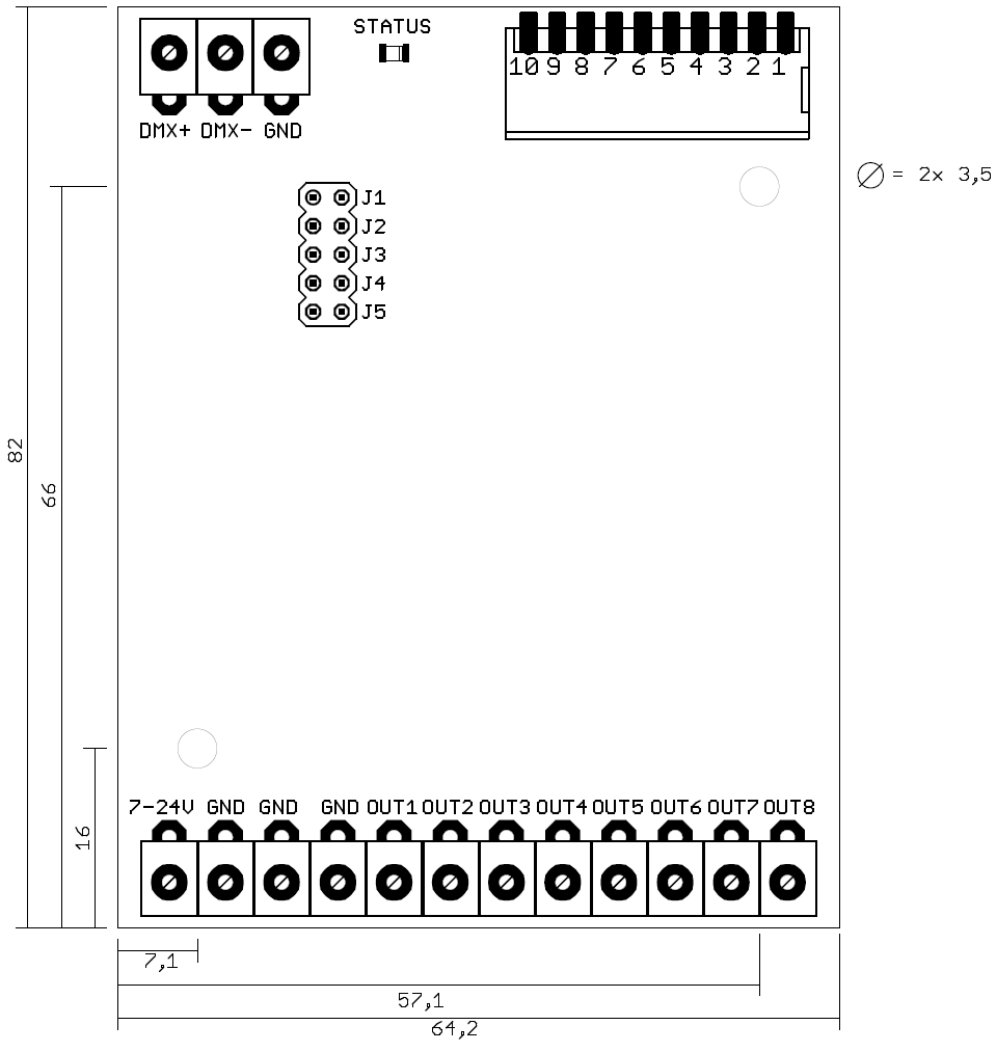 STATUS
10 9 8 7 6 5 4 3 2 1
DMX+ DMX- GND
Ø = 2x 3,5
J1
J2
J3
J4
J5
82
66
16
7-24V GND GND GND OUT1 OUT2 OUT3 OUT4 OUT5 OUT6 OUT7 OUT8
7,1
57,1
64,2